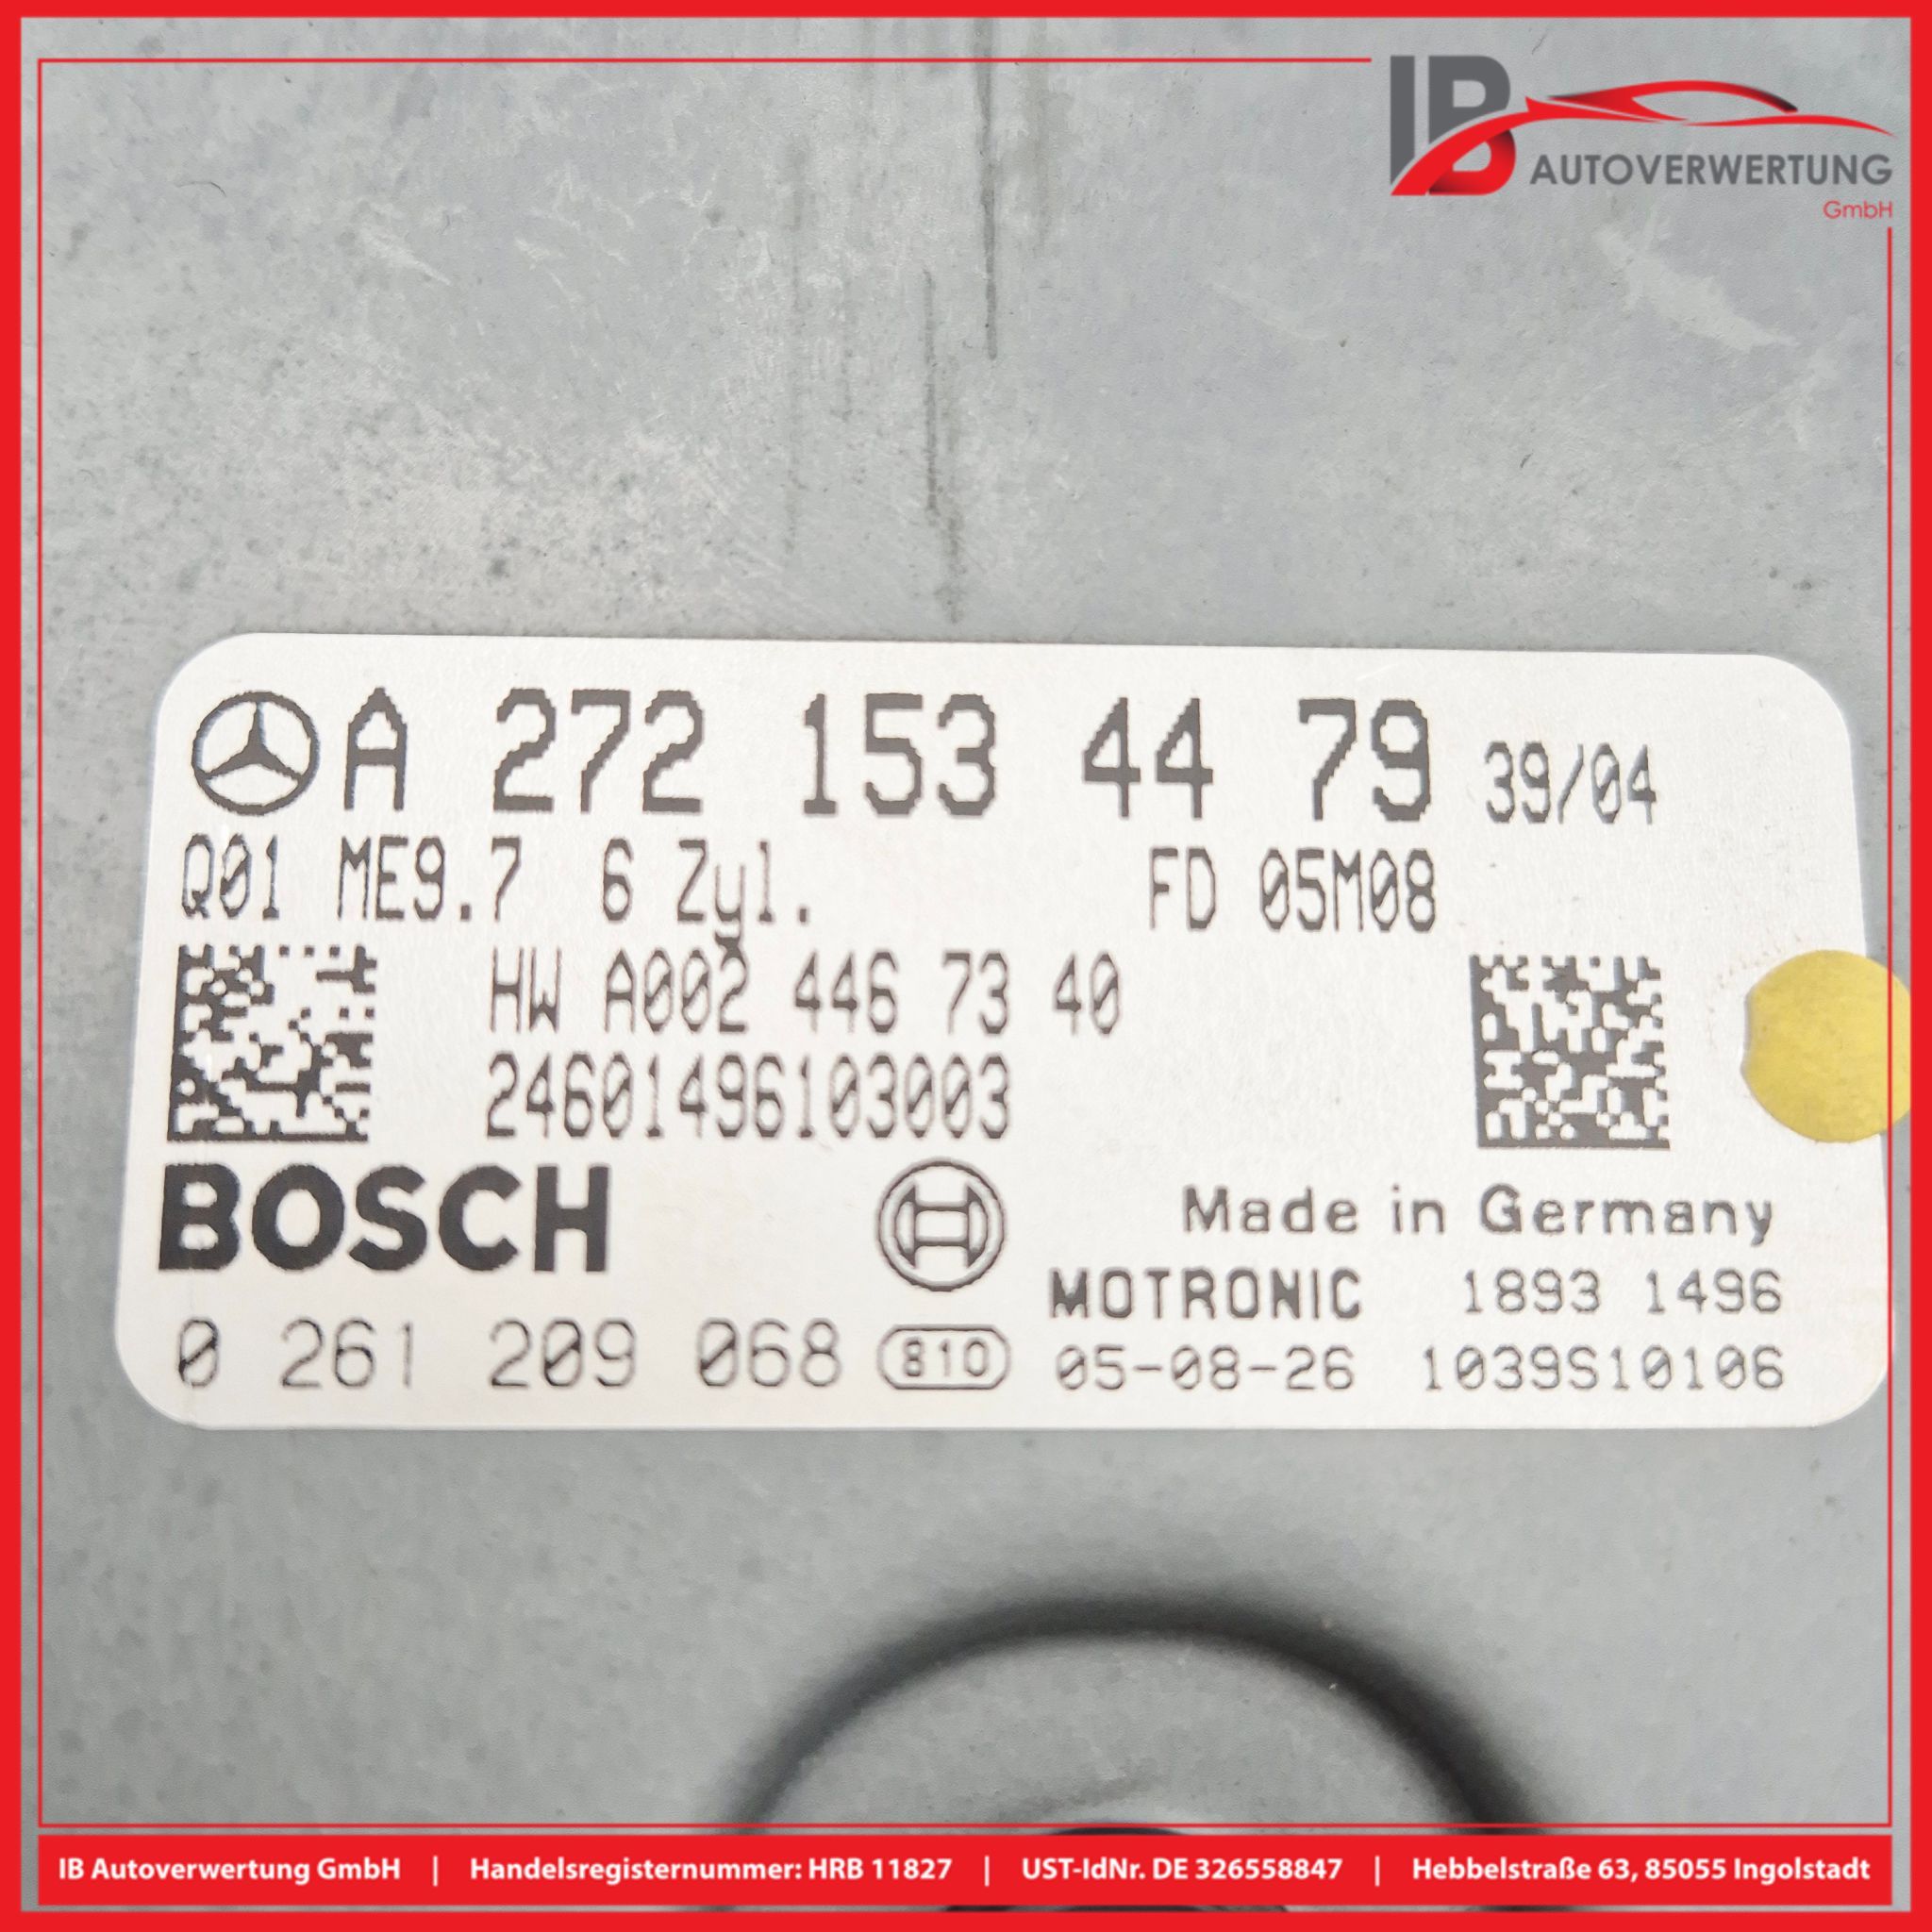 IB
AUTOVERWERTUNG
GmbH
A 272 153 44 79 39/04
Q01 ME9.7 6 Zyl. FD 05M08
HW A002 446 73 40
24601496103003
BOSCH
Made in Germany
MOTRONIC 1893 1496
0 261 209 068 810 05-08-26 1039S10106
IB Autoverwertung GmbH | Handelsregisternummer: HRB 11827 | UST-IdNr. DE 326558847 | Hebbelstraße 63, 85055 Ingolstadt